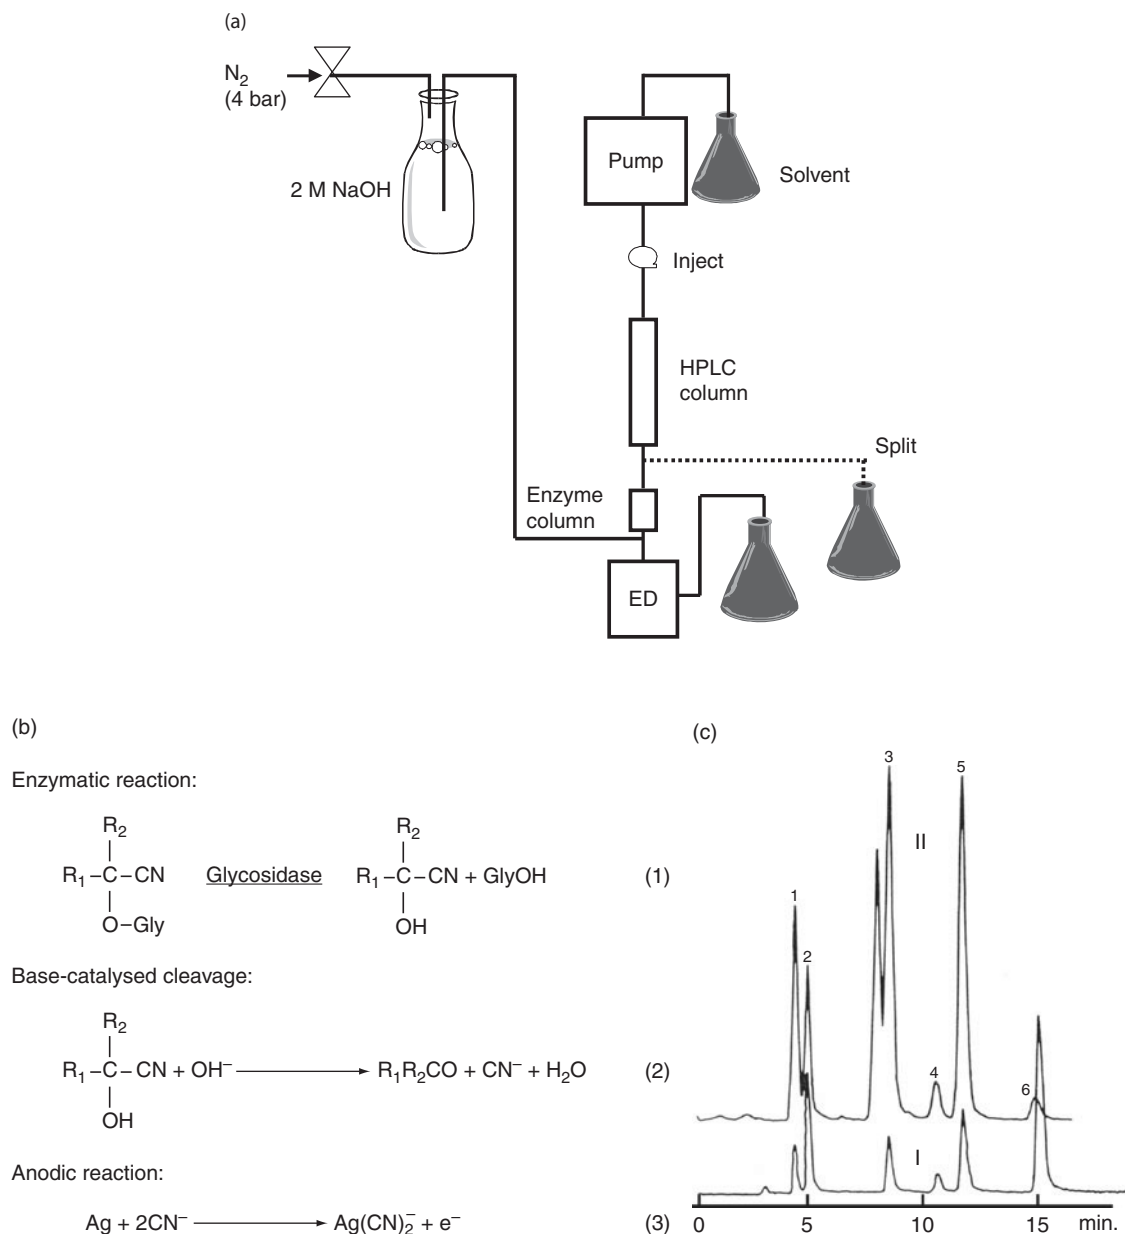 (a)
N₂
(4 bar)
2 M NaOH
Pump
Solvent
Inject
HPLC
column
Split
Enzyme
column
ED
(b)
Enzymatic reaction:
R₂
R₁–C–CN
O–Gly
Glycosidase
R₂
R₁–C–CN + GlyOH
OH
(1)
Base-catalysed cleavage:
R₂
R₁–C–CN + OH⁻ ⟶ R₁R₂CO + CN⁻ + H₂O
OH
(2)
Anodic reaction:
Ag + 2CN⁻ ⟶ Ag(CN)₂⁻ + e⁻
(3)
(c)
3
5
II
1
2
4
6
I
0 5 10 15 min.